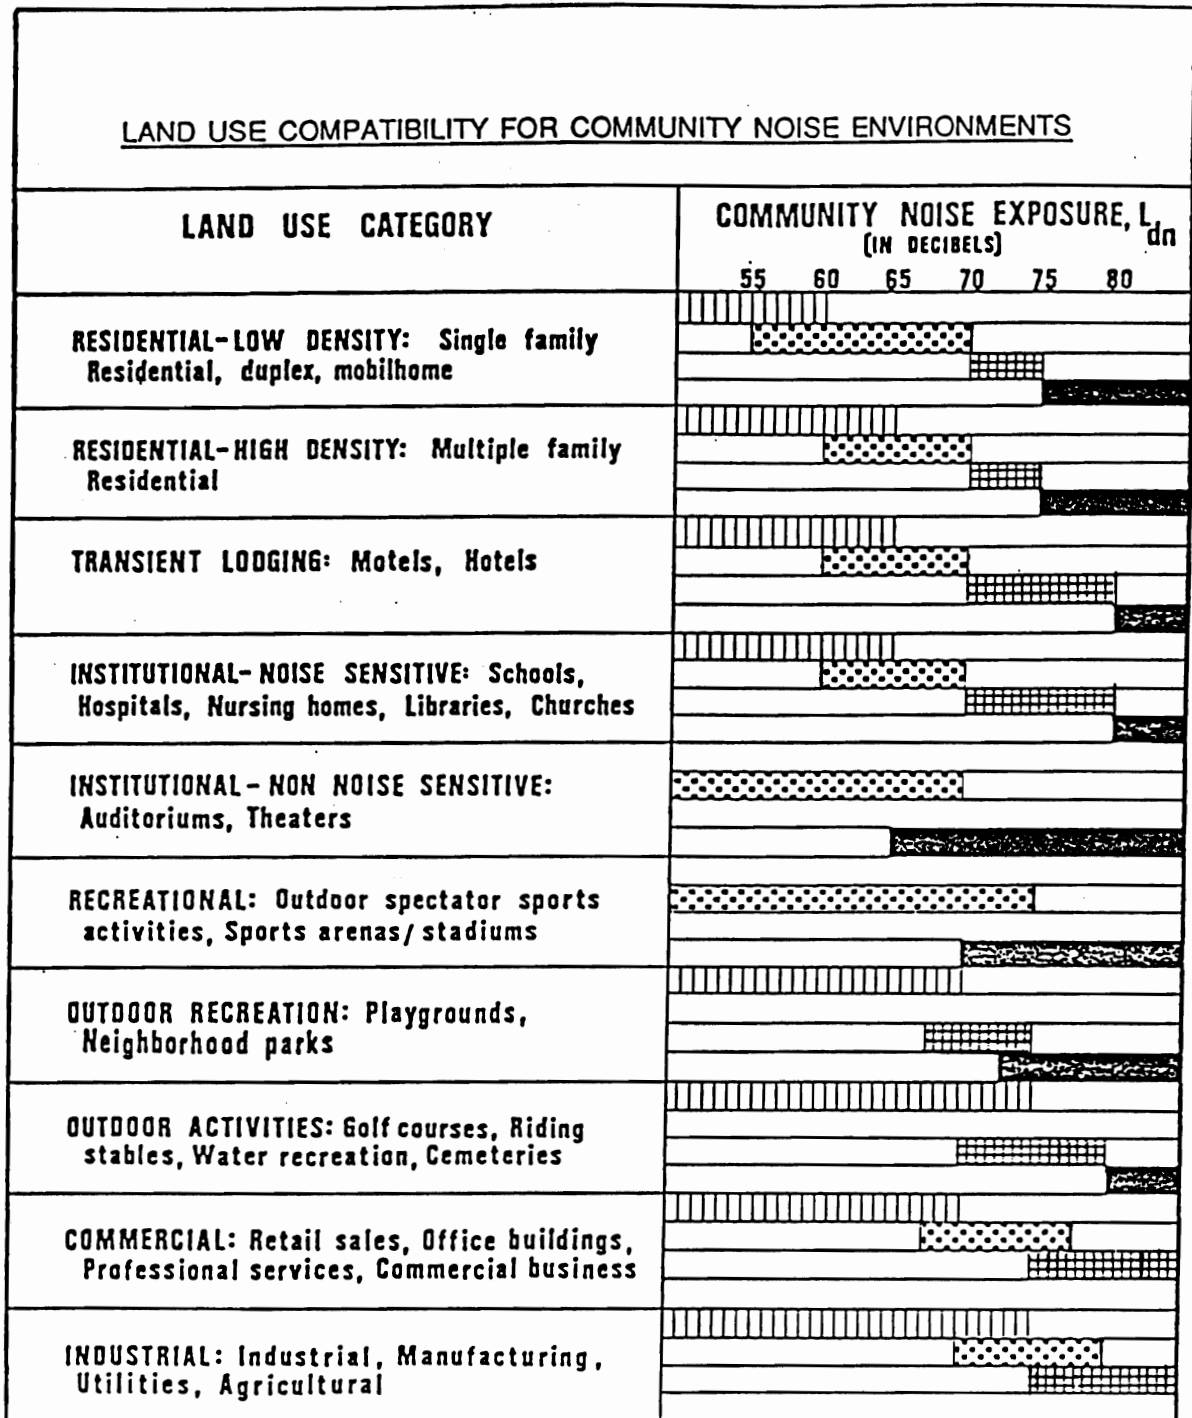 LAND USE COMPATIBILITY FOR COMMUNITY NOISE ENVIRONMENTS
LAND USE CATEGORY
COMMUNITY NOISE EXPOSURE, Ldn
(IN DECIBELS)
55 60 65 70 75 80
RESIDENTIAL-LOW DENSITY: Single family
Residential, duplex, mobilhome
RESIDENTIAL-HIGH DENSITY: Multiple family
Residential
TRANSIENT LODGING: Motels, Hotels
INSTITUTIONAL-NOISE SENSITIVE: Schools,
Hospitals, Nursing homes, Libraries, Churches
INSTITUTIONAL-NON NOISE SENSITIVE:
Auditoriums, Theaters
RECREATIONAL: Outdoor spectator sports
activities, Sports arenas/stadiums
OUTDOOR RECREATION: Playgrounds,
Neighborhood parks
OUTDOOR ACTIVITIES: Golf courses, Riding
stables, Water recreation, Cemeteries
COMMERCIAL: Retail sales, Office buildings,
Professional services, Commercial business
INDUSTRIAL: Industrial, Manufacturing,
Utilities, Agricultural